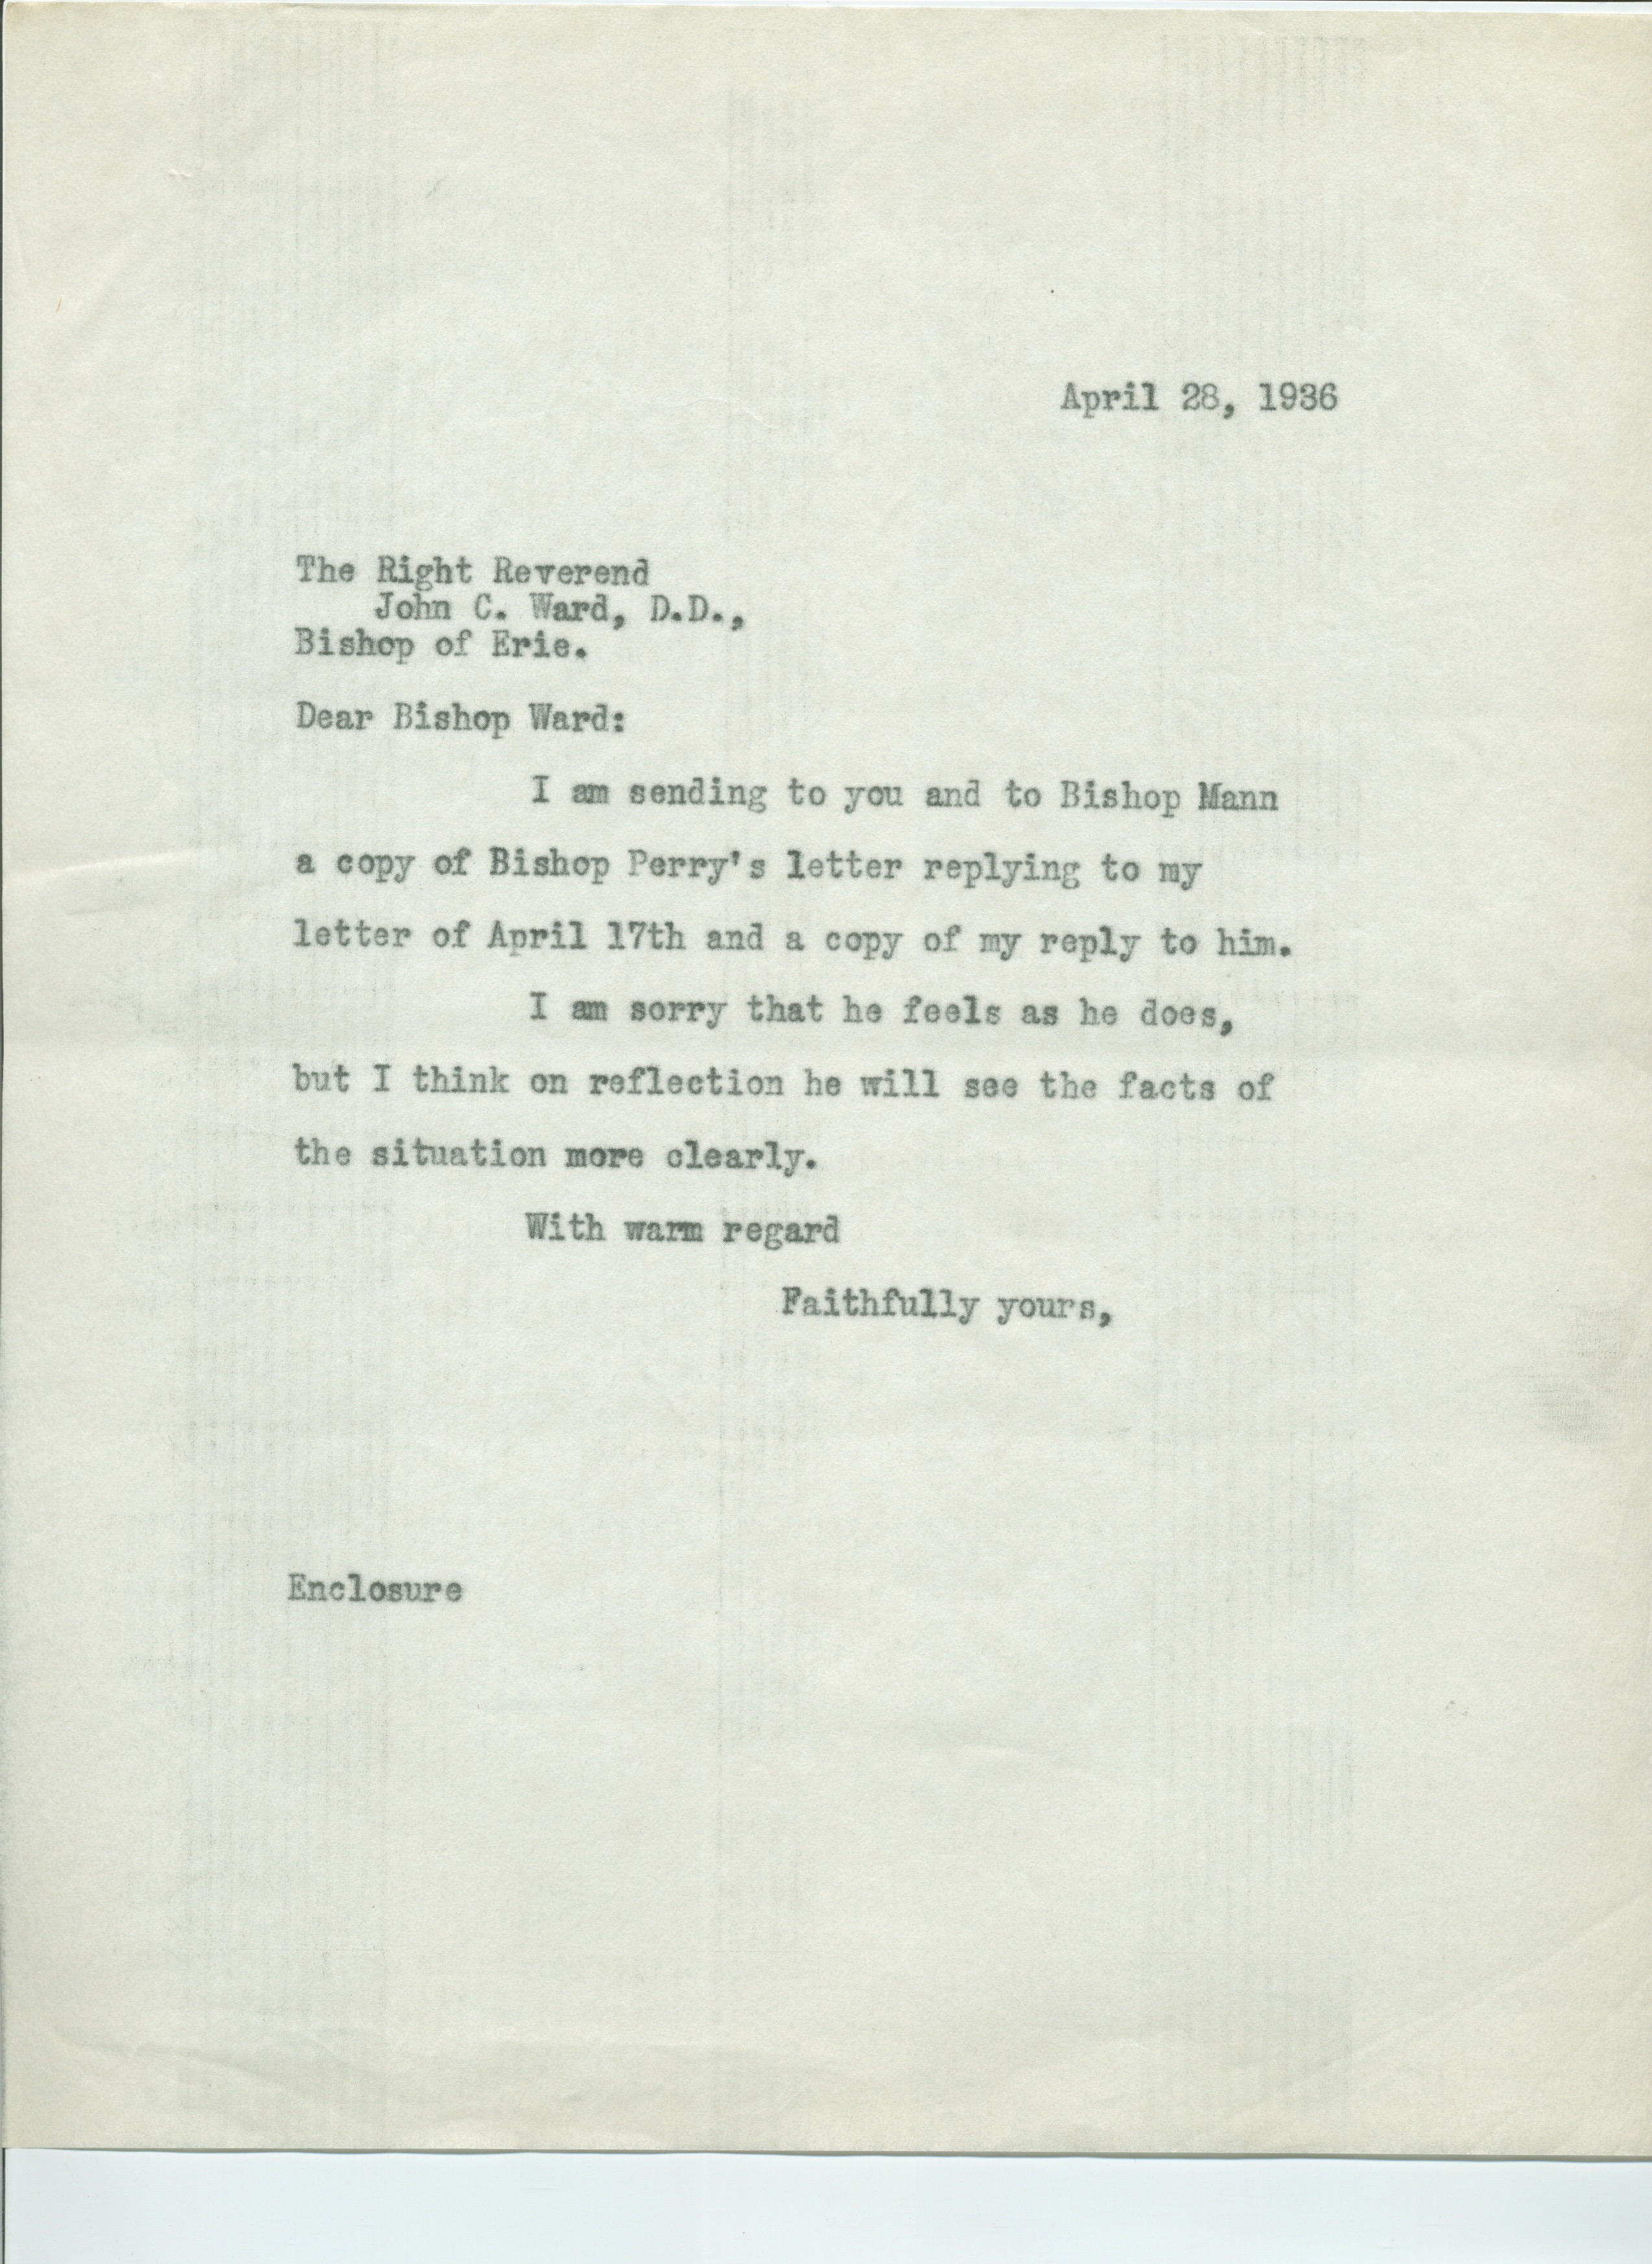 April 28, 1936
The Right Reverend
John C. Ward, D.D.,
Bishop of Erie.
Dear Bishop Ward:
I am sending to you and to Bishop Mann
a copy of Bishop Perry's letter replying to my
letter of April 17th and a copy of my reply to him.
I am sorry that he feels as he does,
but I think on reflection he will see the facts of
the situation more clearly.
With warm regard
Faithfully yours,
Enclosure